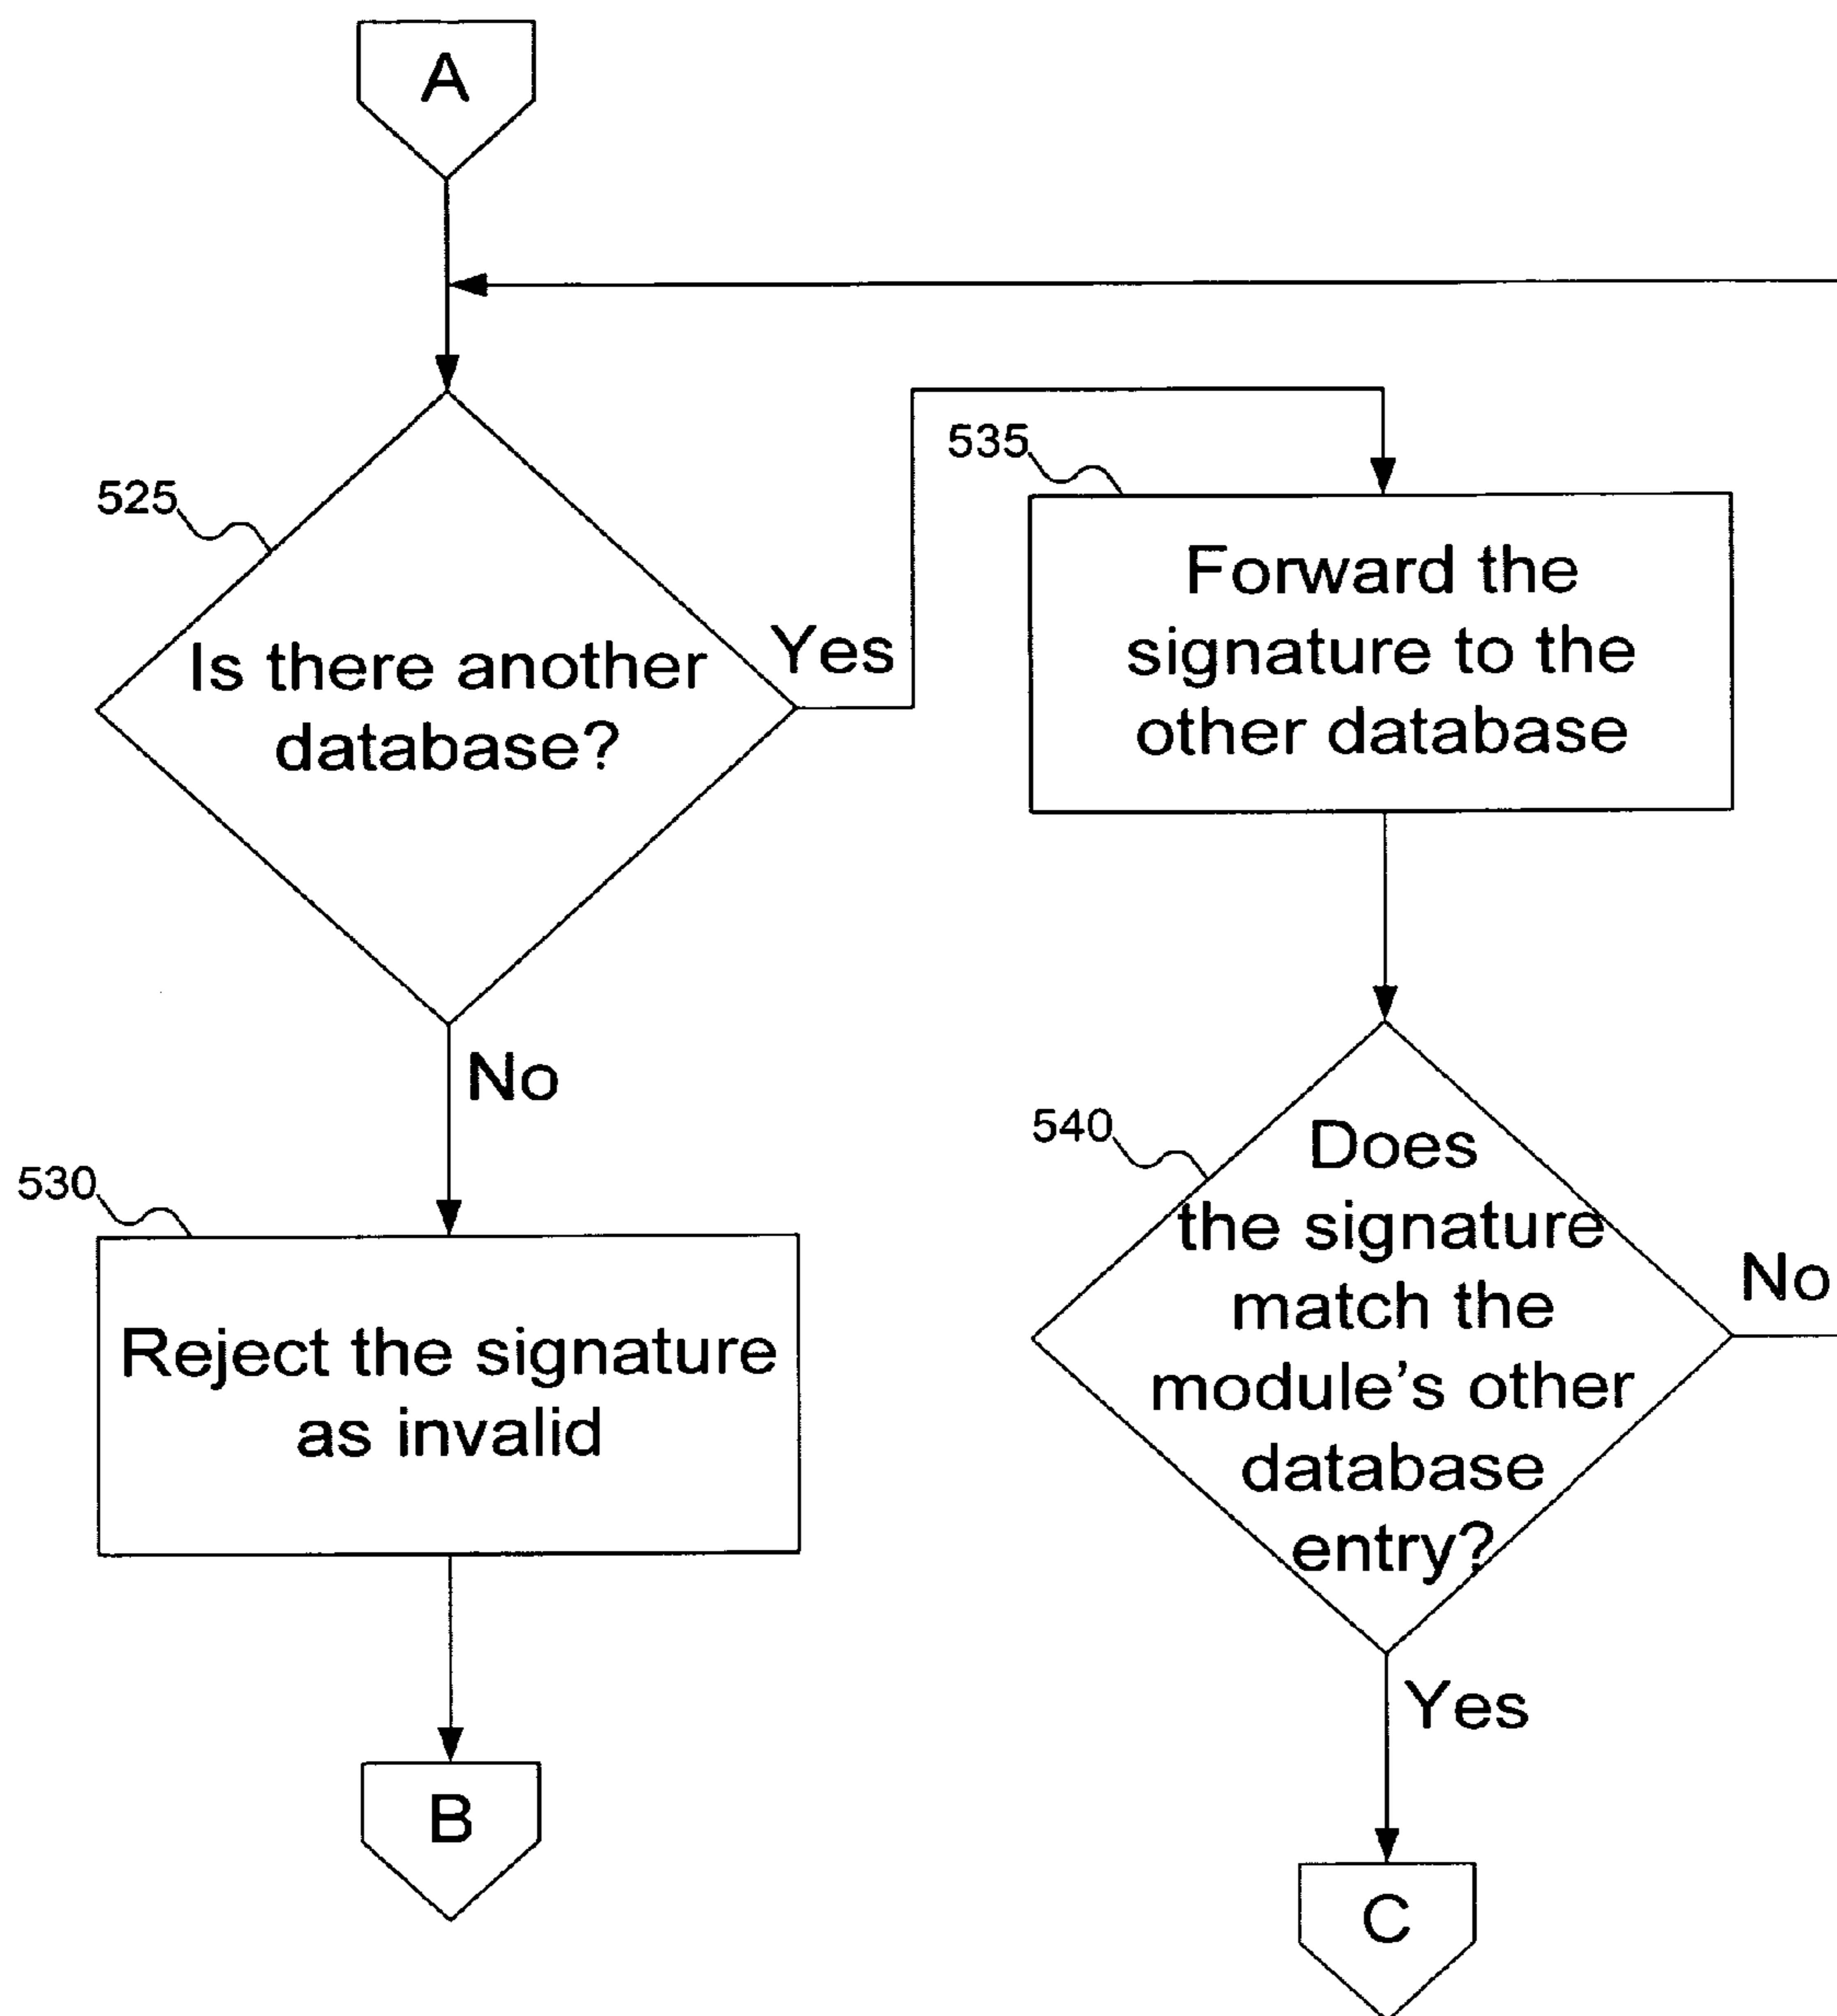 A
525
Is there another
database?
Yes
535
Forward the
signature to the
other database
No
530
Reject the signature
as invalid
B
540
Does
the signature
match the
module's other
database
entry?
No
Yes
C